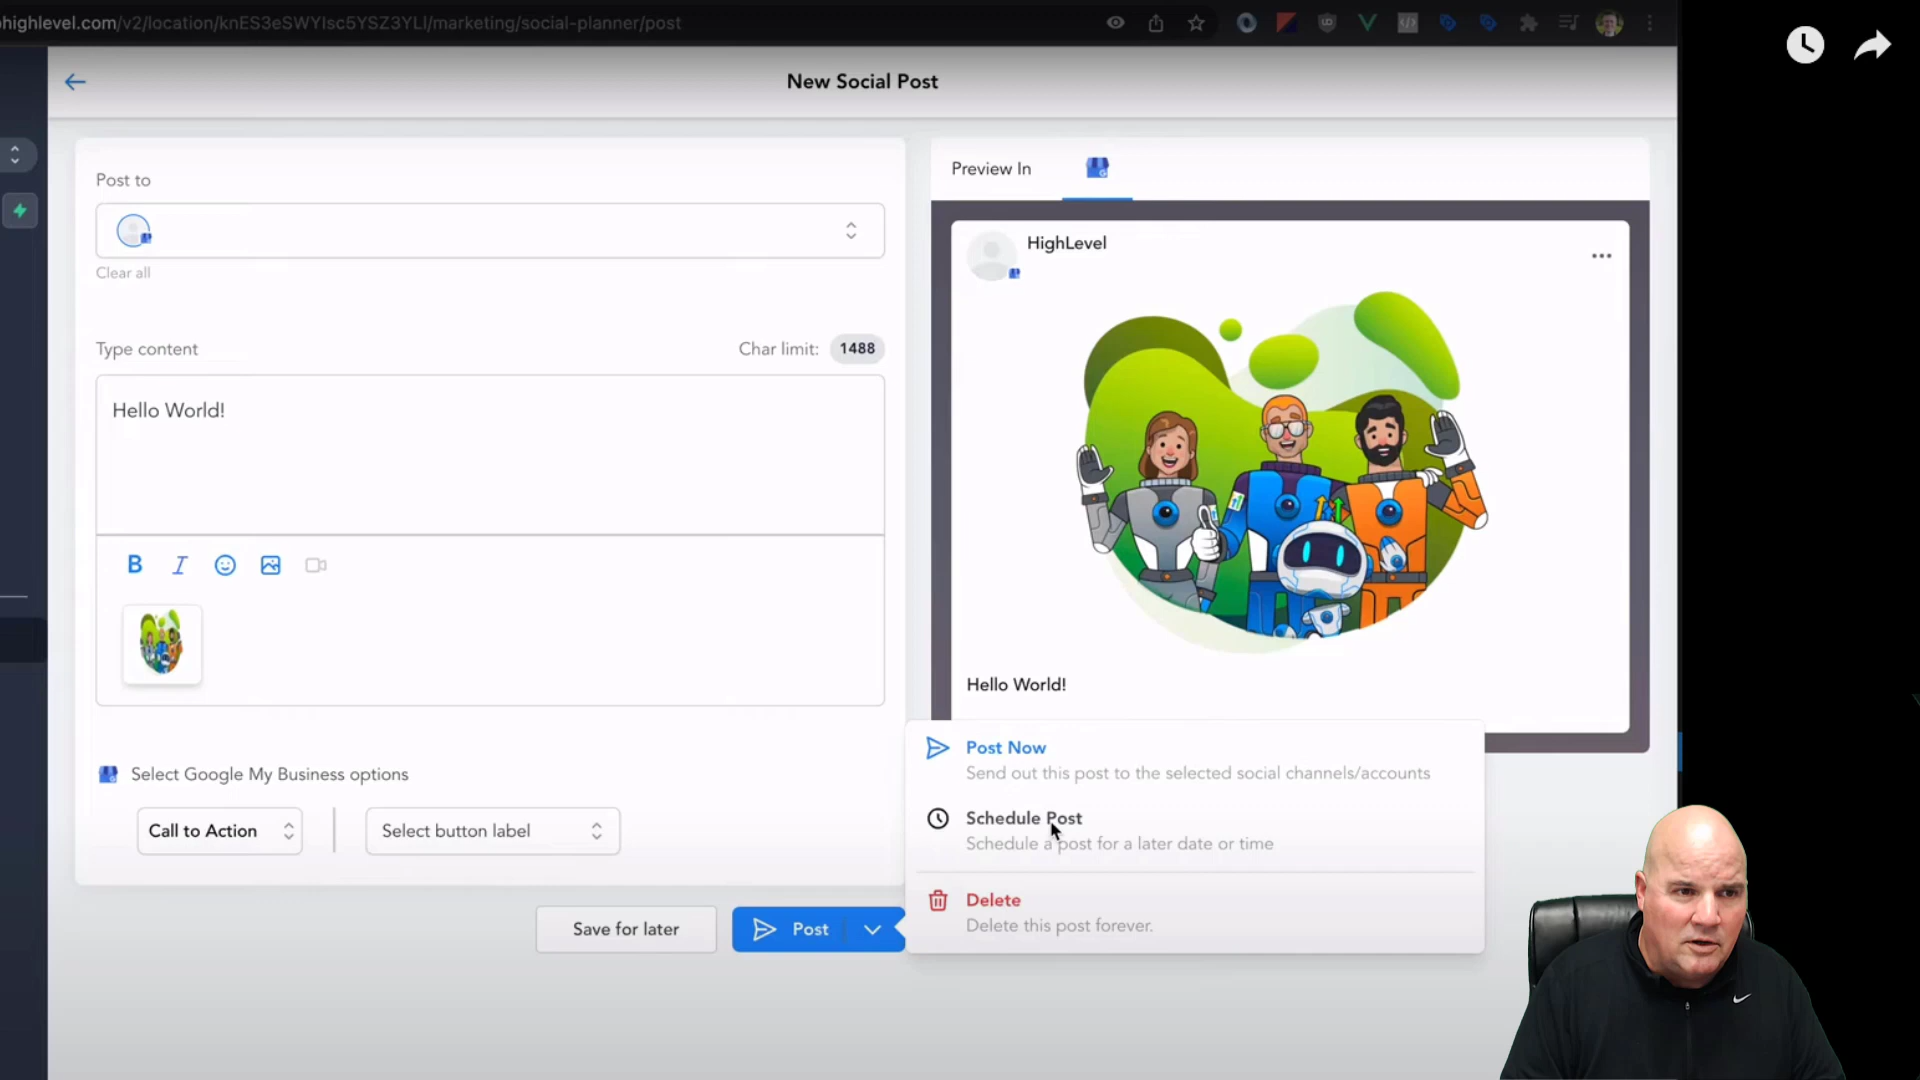 highlevel.com/v2/location/knES3eSWYIsc5YSZ3YLI/marketing/social-planner/post
New Social Post
Post to
Clear all
Type content
Char limit: 1488
Hello World!
B I
Select Google My Business options
Call to Action
Select button label
Save for later
Post
Preview In
HighLevel
Hello World!
Post Now
Send out this post to the selected social channels/accounts
Schedule Post
Schedule a post for a later date or time
Delete
Delete this post forever.